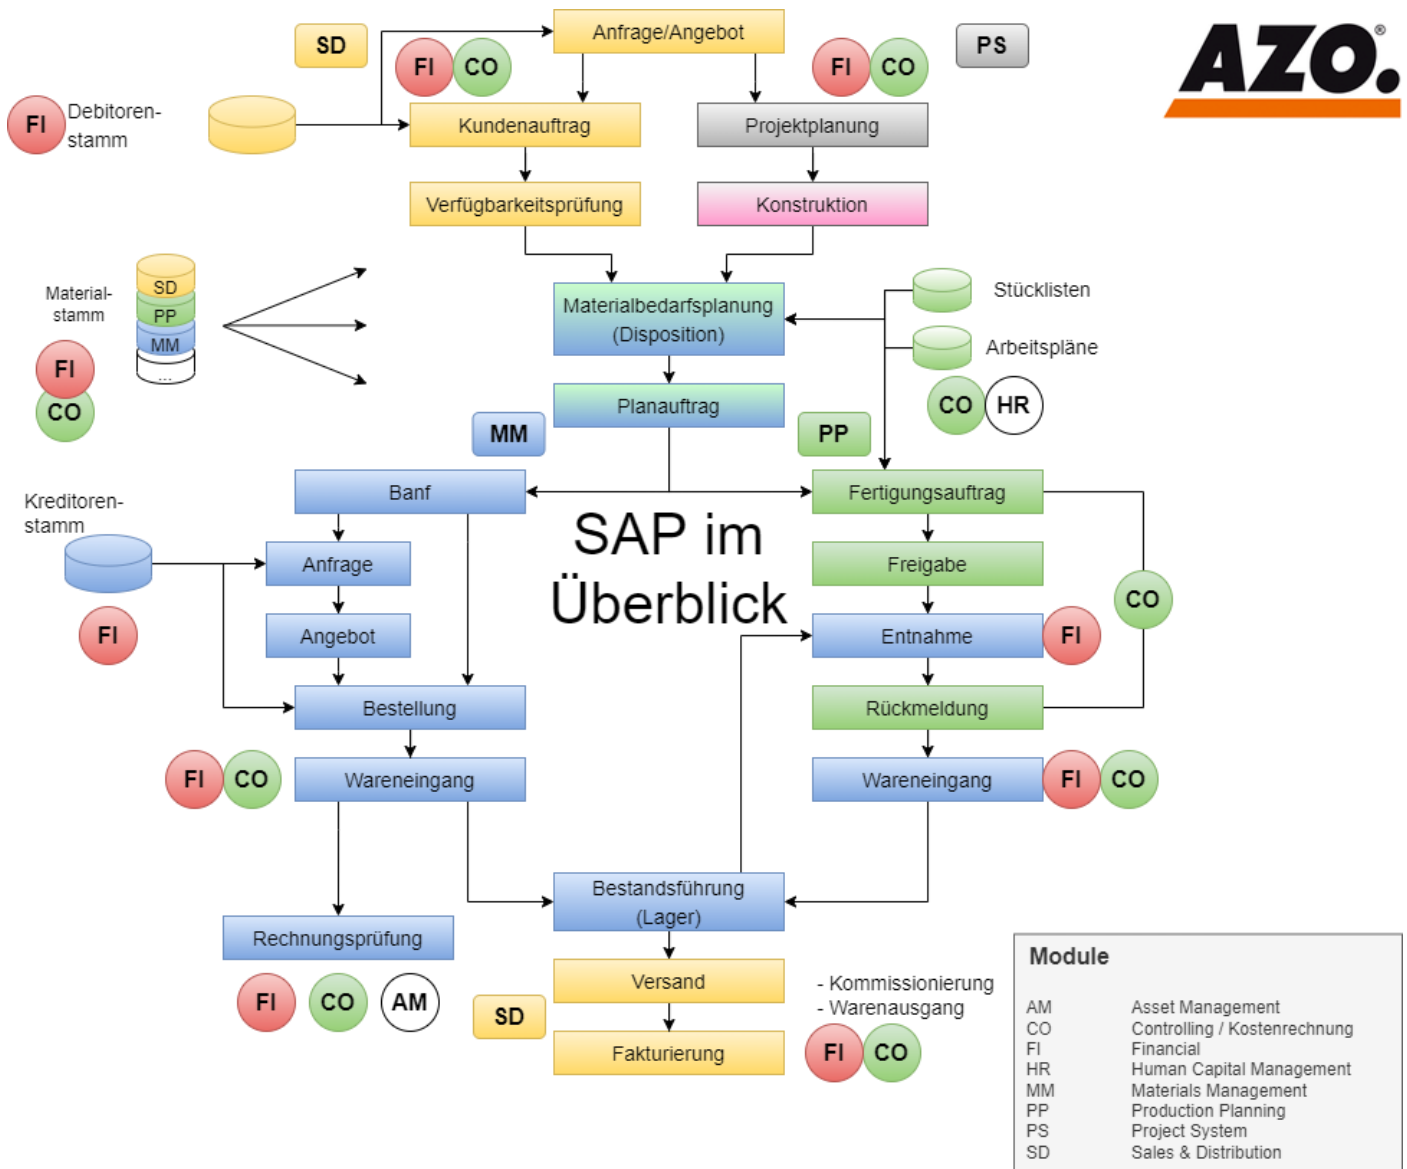 SD
Anfrage/Angebot
PS
AZO.®
FI CO
FI CO
FI
Debitoren-
stamm
Kundenauftrag
Projektplanung
Verfügbarkeitsprüfung
Konstruktion
Material-
stamm
SD
PP
MM
...
FI
CO
Materialbedarfsplanung
(Disposition)
Stücklisten
Arbeitspläne
CO HR
Planauftrag
MM
PP
Banf
Fertigungsauftrag
Kreditoren-
stamm
SAP im
Überblick
Anfrage
Freigabe
CO
FI
Angebot
Entnahme
FI
Bestellung
Rückmeldung
FI CO
Wareneingang
Wareneingang
FI CO
Bestandsführung
(Lager)
Rechnungsprüfung
FI CO AM
Versand
- Kommissionierung
- Warenausgang
SD
Fakturierung
FI CO
Module
AM Asset Management
CO Controlling / Kostenrechnung
FI Financial
HR Human Capital Management
MM Materials Management
PP Production Planning
PS Project System
SD Sales & Distribution